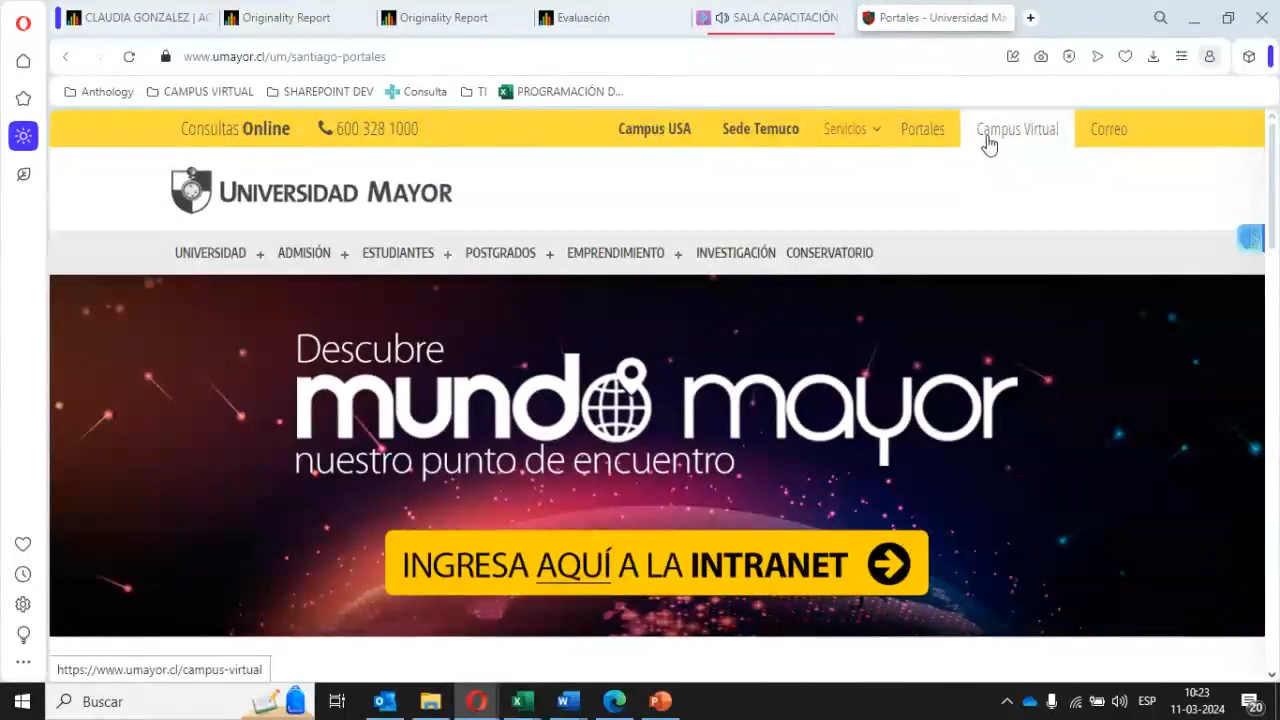 CLAUDIA GONZALEZ | AC
Originality Report
Originality Report
Evaluación
SALA CAPACITACIÓN
Portales - Universidad Ma
www.umayor.cl/um/santiago-portales
Anthology
CAMPUS VIRTUAL
SHAREPOINT DEV
Consulta
TI
PROGRAMACIÓN D...
Consultas Online
600 328 1000
Campus USA
Sede Temuco
Servicios
Portales
Campus Virtual
Correo
UNIVERSIDAD MAYOR
UNIVERSIDAD +
ADMISIÓN +
ESTUDIANTES +
POSTGRADOS +
EMPRENDIMIENTO +
INVESTIGACIÓN
CONSERVATORIO
Descubre
mundo mayor
nuestro punto de encuentro
INGRESA AQUÍ A LA INTRANET
https://www.umayor.cl/campus-virtual
Buscar
ESP
10:23
11-03-2024
20